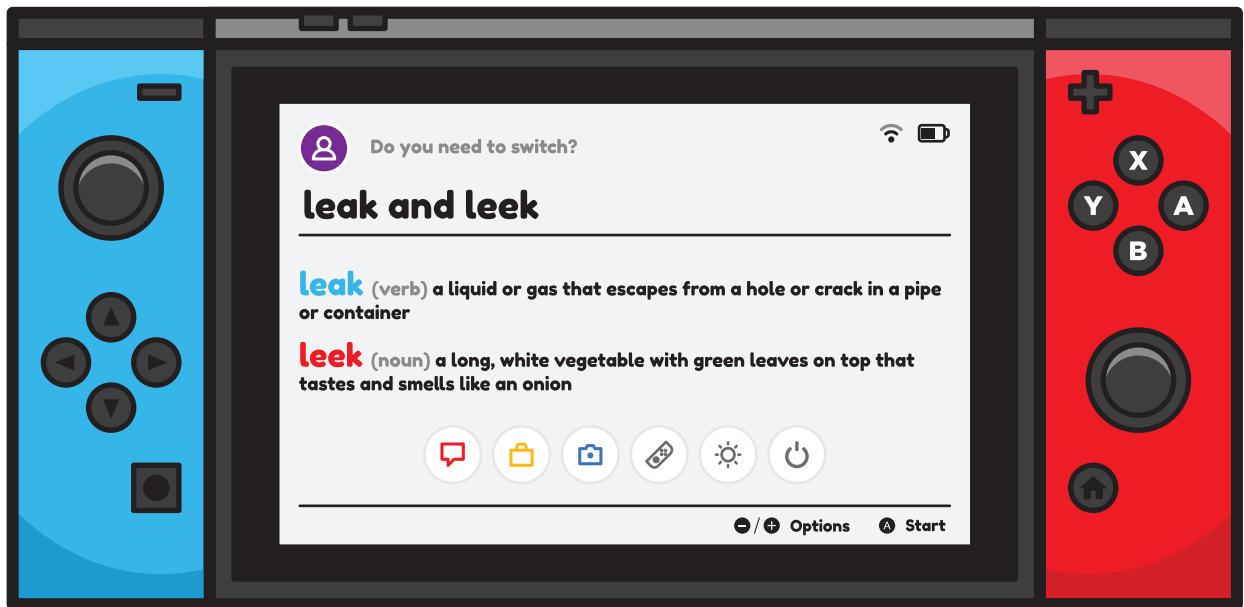 Do you need to switch?
leak and leek
leak (verb) a liquid or gas that escapes from a hole or crack in a pipe
or container
leek (noun) a long, white vegetable with green leaves on top that
tastes and smells like an onion
/ Options A Start
X
Y A
B